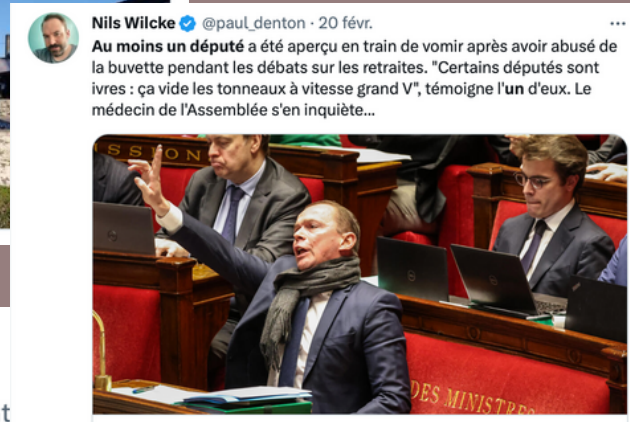 Nils Wilcke @paul_denton · 20 févr.
Au moins un député a été aperçu en train de vomir après avoir abusé de
la buvette pendant les débats sur les retraites. "Certains députés sont
ivres : ça vide les tonneaux à vitesse grand V", témoigne l'un d'eux. Le
médecin de l'Assemblée s'en inquiète...
SSION
DES MINISTRES
t